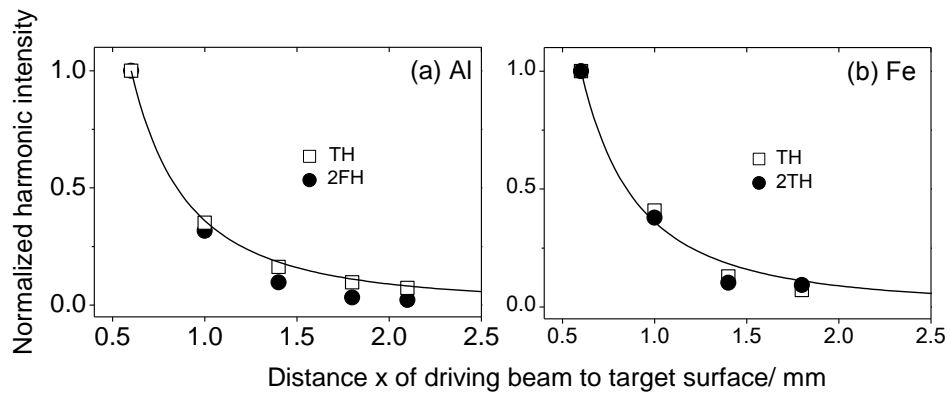 Normalized harmonic intensity
1.0
0.5
0.0
(a) Al
TH
2FH
0.5 1.0 1.5 2.0 2.5
1.0
0.5
0.0
(b) Fe
TH
2TH
0.5 1.0 1.5 2.0 2.5
Distance x of driving beam to target surface/ mm